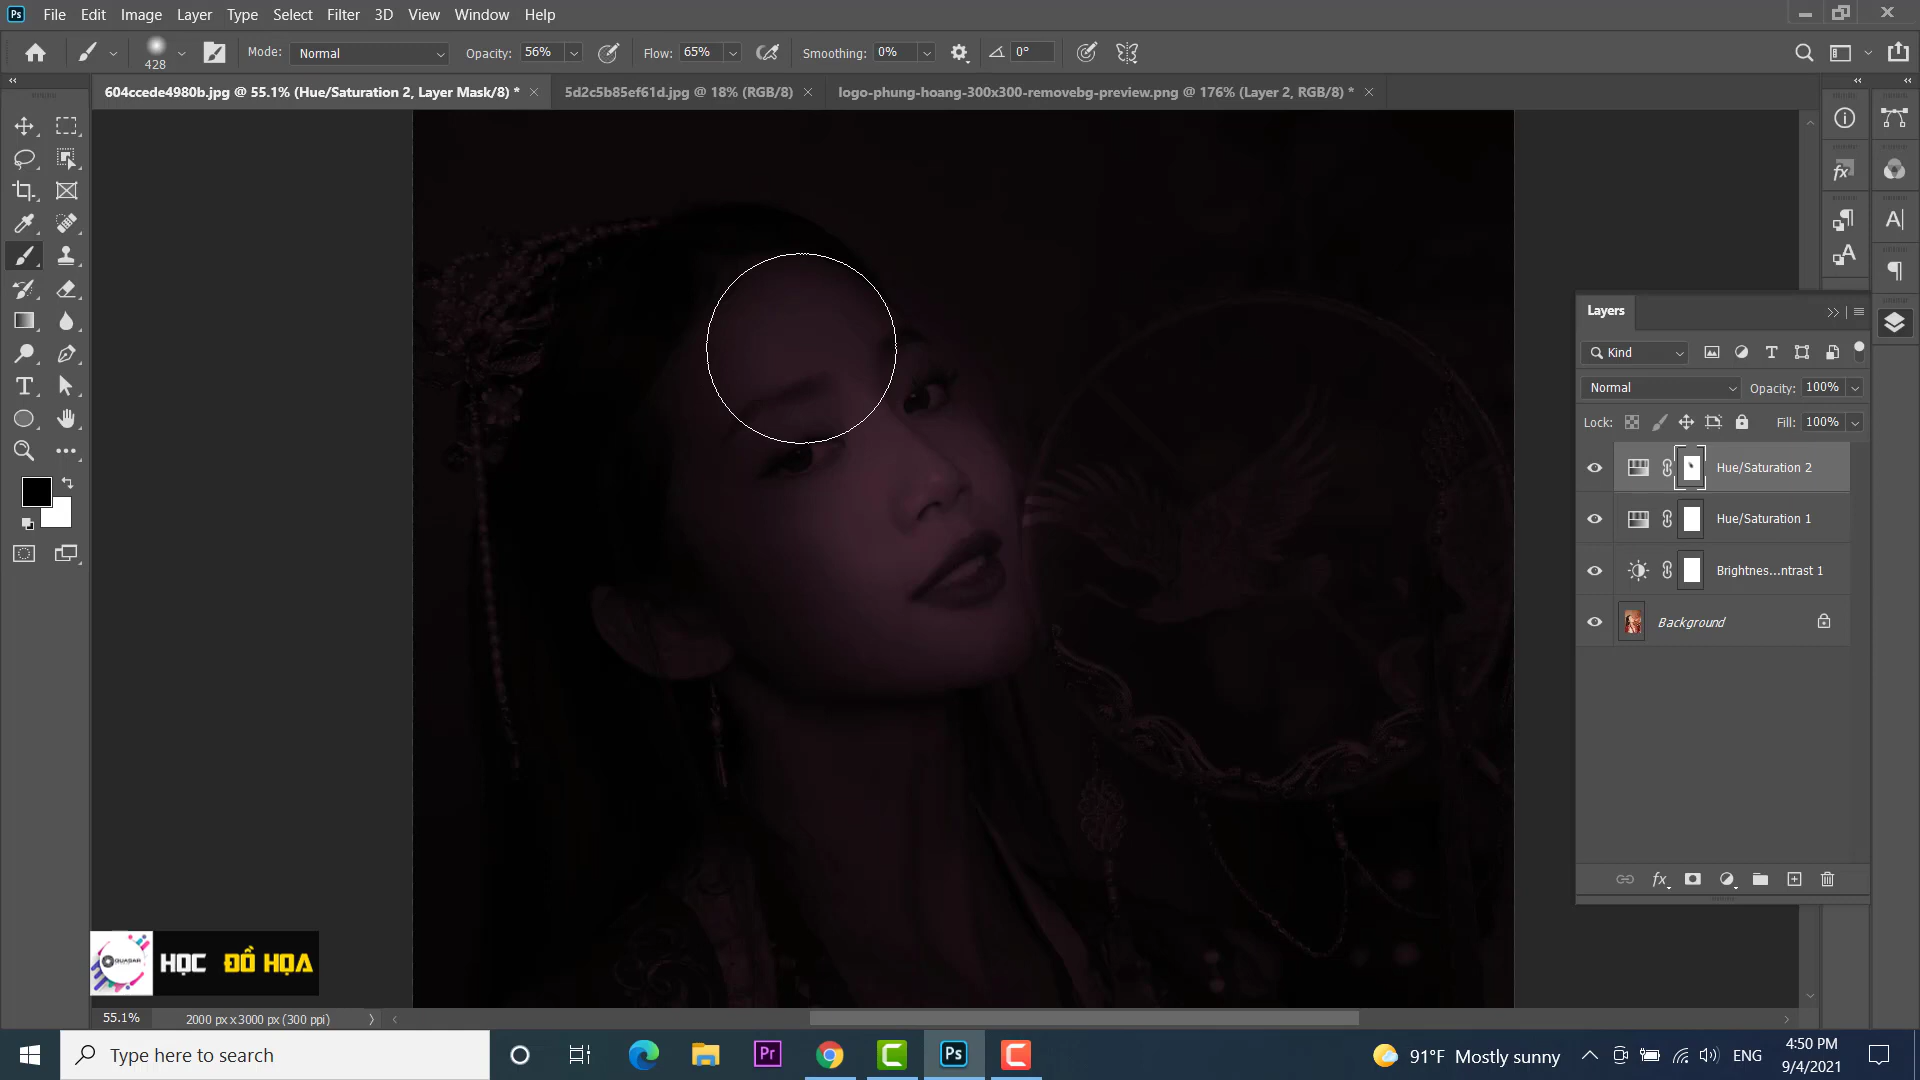 File Edit Image Layer Type Select Filter 3D View Window Help
428 Mode: Normal Opacity: 56% Flow: 65% Smoothing: 0% 0°
604ccede4980b.jpg @ 55.1% (Hue/Saturation 2, Layer Mask/8) * 5d2c5b85ef61d.jpg @ 18% (RGB/8) logo-phung-hoang-300x300-removebg-preview.png @ 176% (Layer 2, RGB/8) *
Layers
Kind
Normal Opacity: 100%
Lock: Fill: 100%
Hue/Saturation 2
Hue/Saturation 1
Brightnes...ntrast 1
Background
QUASAR HỌC ĐỒ HỌA
55.1% 2000 px x 3000 px (300 ppi)
Type here to search 91°F Mostly sunny ENG 4:50 PM
9/4/2021